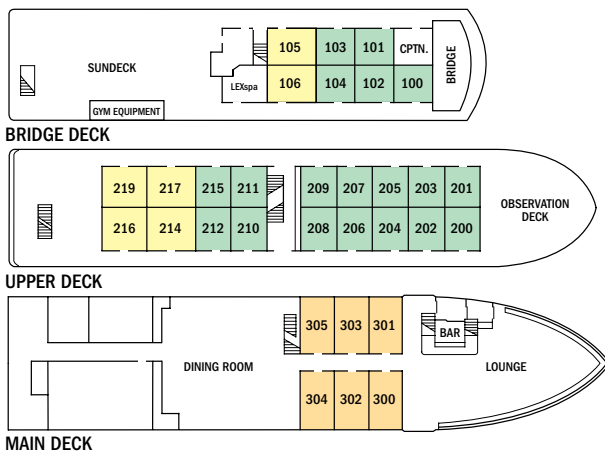 105 103 101 CPTN.
SUNDECK
BRIDGE
LEXspa 106 104 102 100
GYM EQUIPMENT
BRIDGE DECK
219 217 215 211 209 207 205 203 201
OBSERVATION
DECK
216 214 212 210 208 206 204 202 200
UPPER DECK
305 303 301
BAR
DINING ROOM
LOUNGE
304 302 300
MAIN DECK